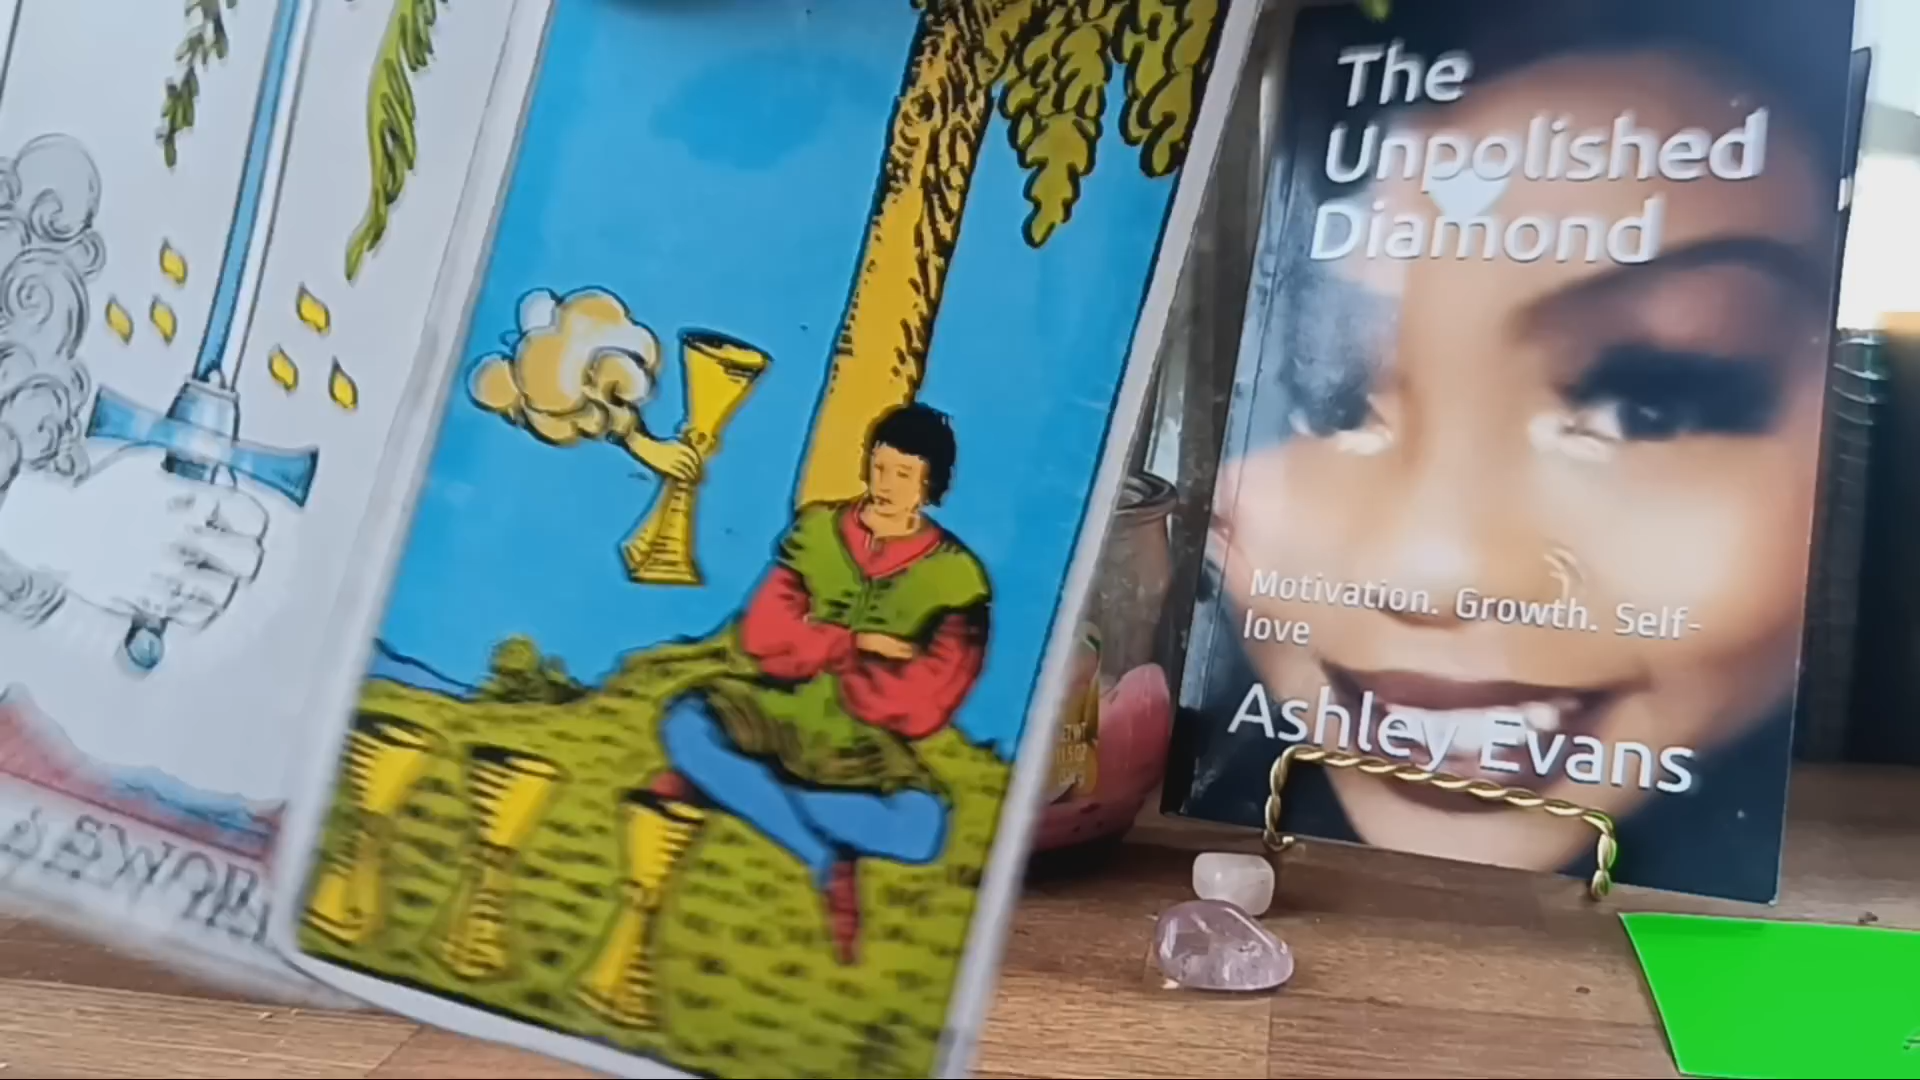 The
Unpolished
Diamond
Motivation. Growth. Self-
love
Ashley Evans